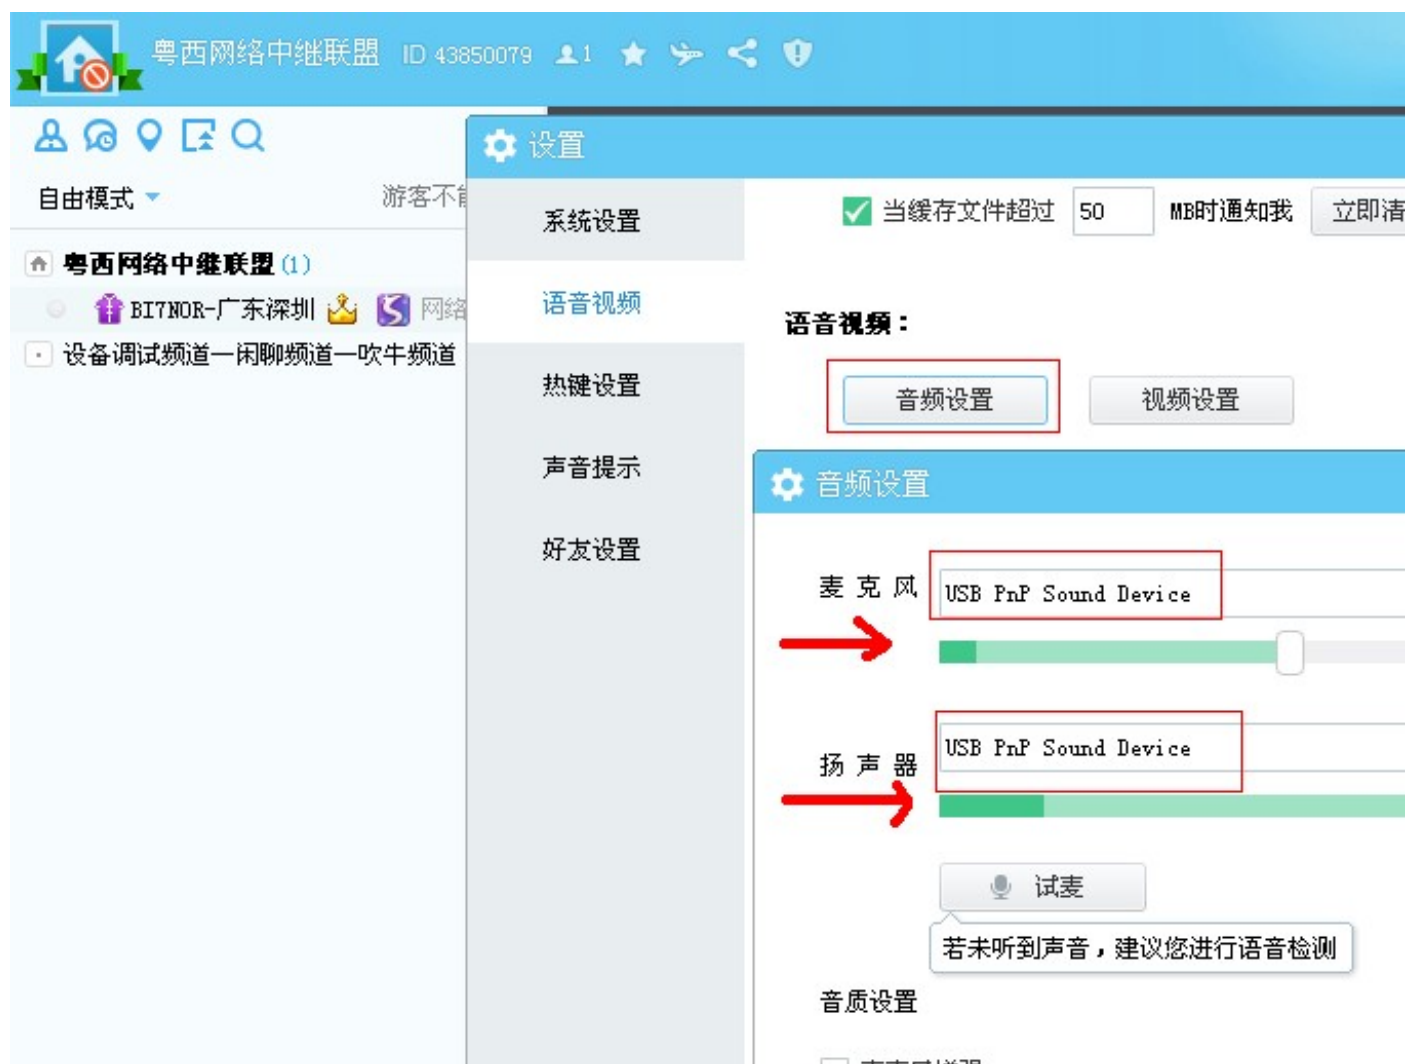 粤西网络中继联盟 ID 43850079 1
设置
自由模式
游客不
系统设置
当缓存文件超过 50 MB时通知我 立即清
粤西网络中继联盟 (1)
BI7NOR-广东深圳 网络
设备调试频道—闲聊频道—吹牛频道
语音视频
热键设置
声音提示
好友设置
语音视频：
音频设置 视频设置
音频设置
麦克风 USB PnP Sound Device
扬声器 USB PnP Sound Device
试麦
若未听到声音，建议您进行语音检测
音质设置